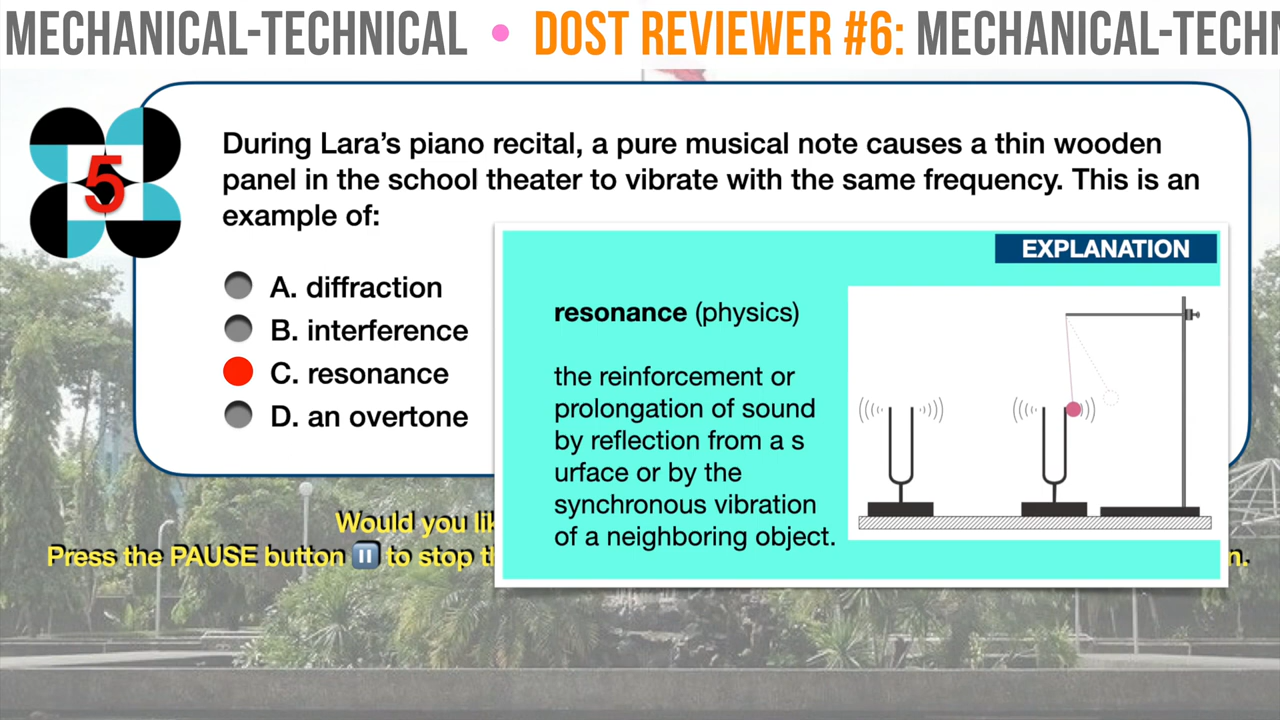 MECHANICAL-TECHNICAL • DOST REVIEWER #6: MECHANICAL-TECHN
5
During Lara's piano recital, a pure musical note causes a thin wooden
panel in the school theater to vibrate with the same frequency. This is an
example of:
A. diffraction
B. interference
C. resonance
D. an overtone
EXPLANATION
resonance (physics)
the reinforcement or
prolongation of sound
by reflection from a s
urface or by the
synchronous vibration
of a neighboring object.
Would you lik
Press the PAUSE button ⏸ to stop th
n.